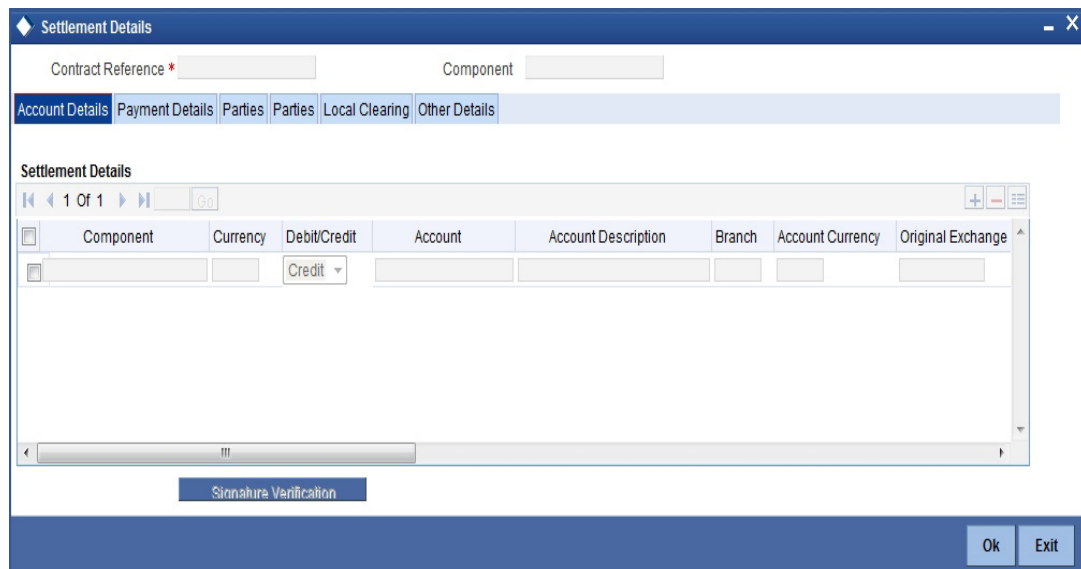 Settlement Details
Contract Reference * Component
Account Details Payment Details Parties Parties Local Clearing Other Details
Settlement Details
1 Of 1 Go
Component Currency Debit/Credit Account Account Description Branch Account Currency Original Exchange
Credit
Signature Verification
Ok Exit